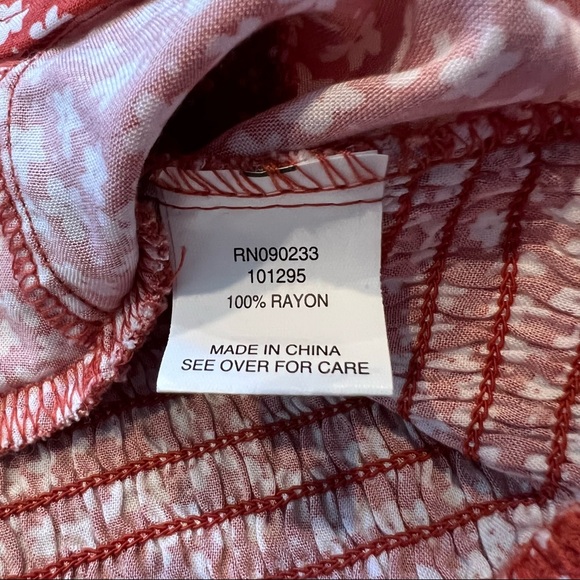 RN090233
101295
100% RAYON
MADE IN CHINA
SEE OVER FOR CARE